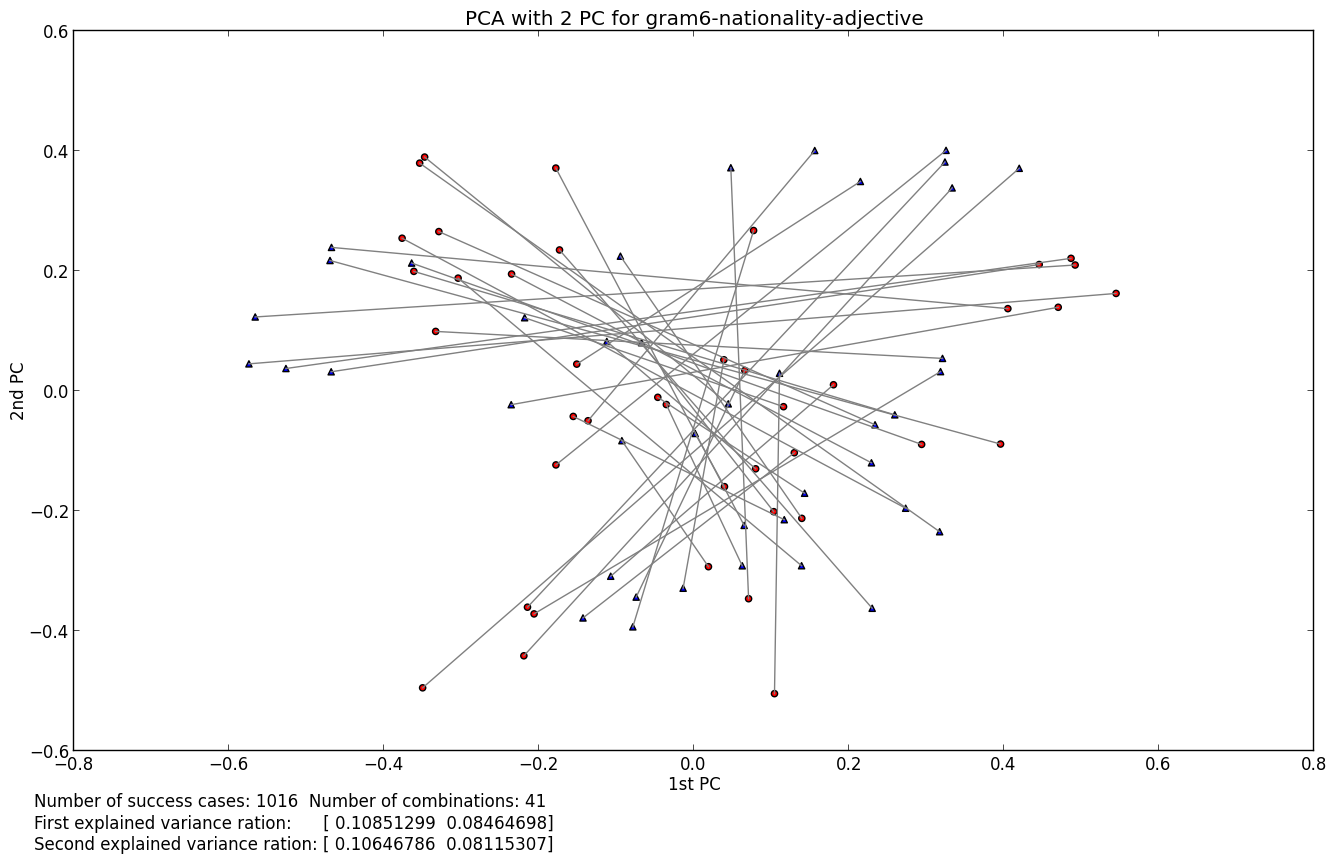 PCA with 2 PC for gram6-nationality-adjective
0.6
0.4
0.2
0.0
−0.2
−0.4
−0.6
2nd PC
−0.8 −0.6 −0.4 −0.2 0.0 0.2 0.4 0.6 0.8
1st PC
Number of success cases: 1016 Number of combinations: 41
First explained variance ration: [ 0.10851299 0.08464698]
Second explained variance ration: [ 0.10646786 0.08115307]